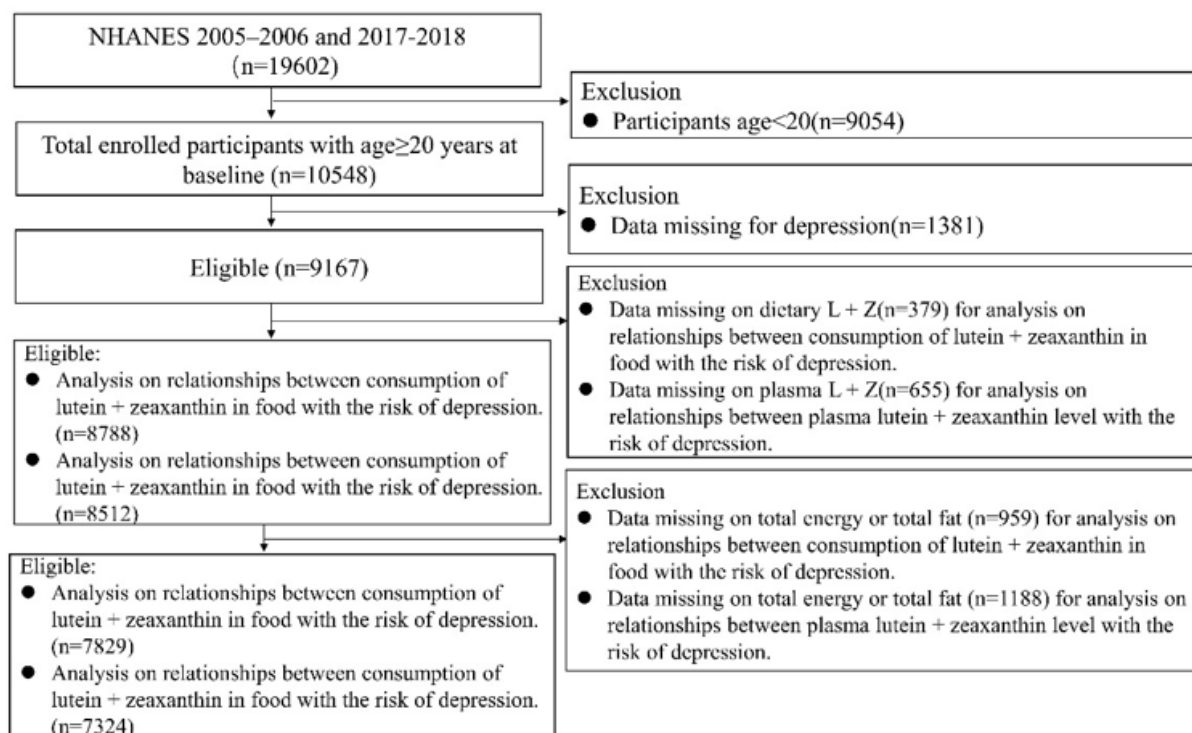 NHANES 2005–2006 and 2017-2018
(n=19602)
Exclusion
● Participants age<20(n=9054)
Total enrolled participants with age≥20 years at
baseline (n=10548)
Exclusion
● Data missing for depression(n=1381)
Eligible (n=9167)
Exclusion
● Data missing on dietary L + Z(n=379) for analysis on
relationships between consumption of lutein + zeaxanthin in
food with the risk of depression.
● Data missing on plasma L + Z(n=655) for analysis on
relationships between plasma lutein + zeaxanthin level with the
risk of depression.
Eligible:
● Analysis on relationships between consumption of
lutein + zeaxanthin in food with the risk of depression.
(n=8788)
● Analysis on relationships between consumption of
lutein + zeaxanthin in food with the risk of depression.
(n=8512)
Exclusion
● Data missing on total energy or total fat (n=959) for analysis on
relationships between consumption of lutein + zeaxanthin in
food with the risk of depression.
● Data missing on total energy or total fat (n=1188) for analysis on
relationships between plasma lutein + zeaxanthin level with the
risk of depression.
Eligible:
● Analysis on relationships between consumption of
lutein + zeaxanthin in food with the risk of depression.
(n=7829)
● Analysis on relationships between consumption of
lutein + zeaxanthin in food with the risk of depression.
(n=7324)